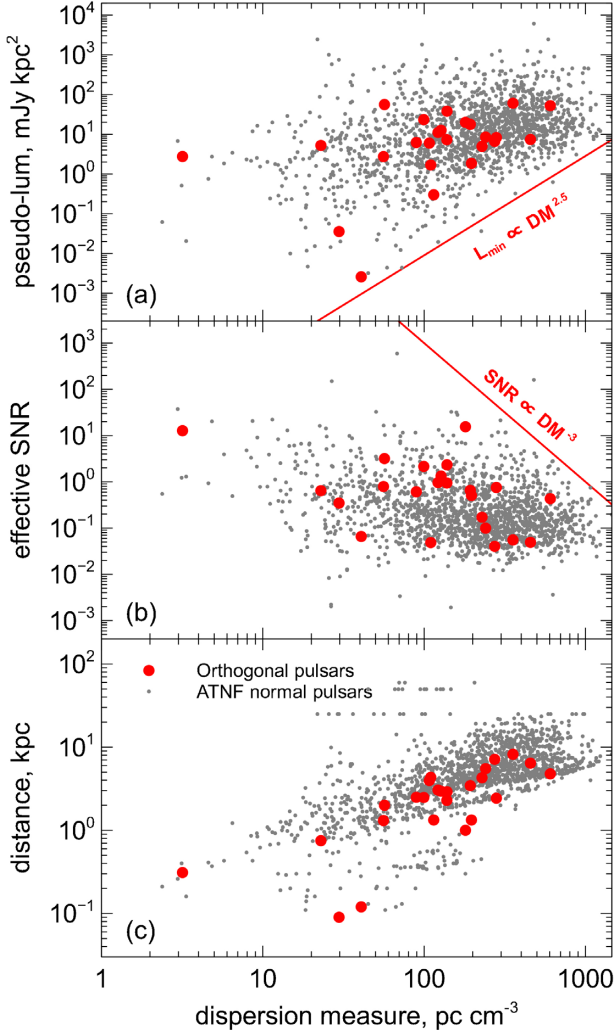 10⁴
10³
10²
10¹
10⁰
10⁻¹
10⁻²
10⁻³
pseudo-lum, mJy kpc²
(a)
Lₘᵢₙ ∝ DM²·⁵
10³
10²
10¹
10⁰
10⁻¹
10⁻²
10⁻³
effective SNR
(b)
SNR ∝ DM⁻³
10²
10¹
10⁰
10⁻¹
distance, kpc
Orthogonal pulsars
ATNF normal pulsars
(c)
1 10 100 1000
dispersion measure, pc cm⁻³